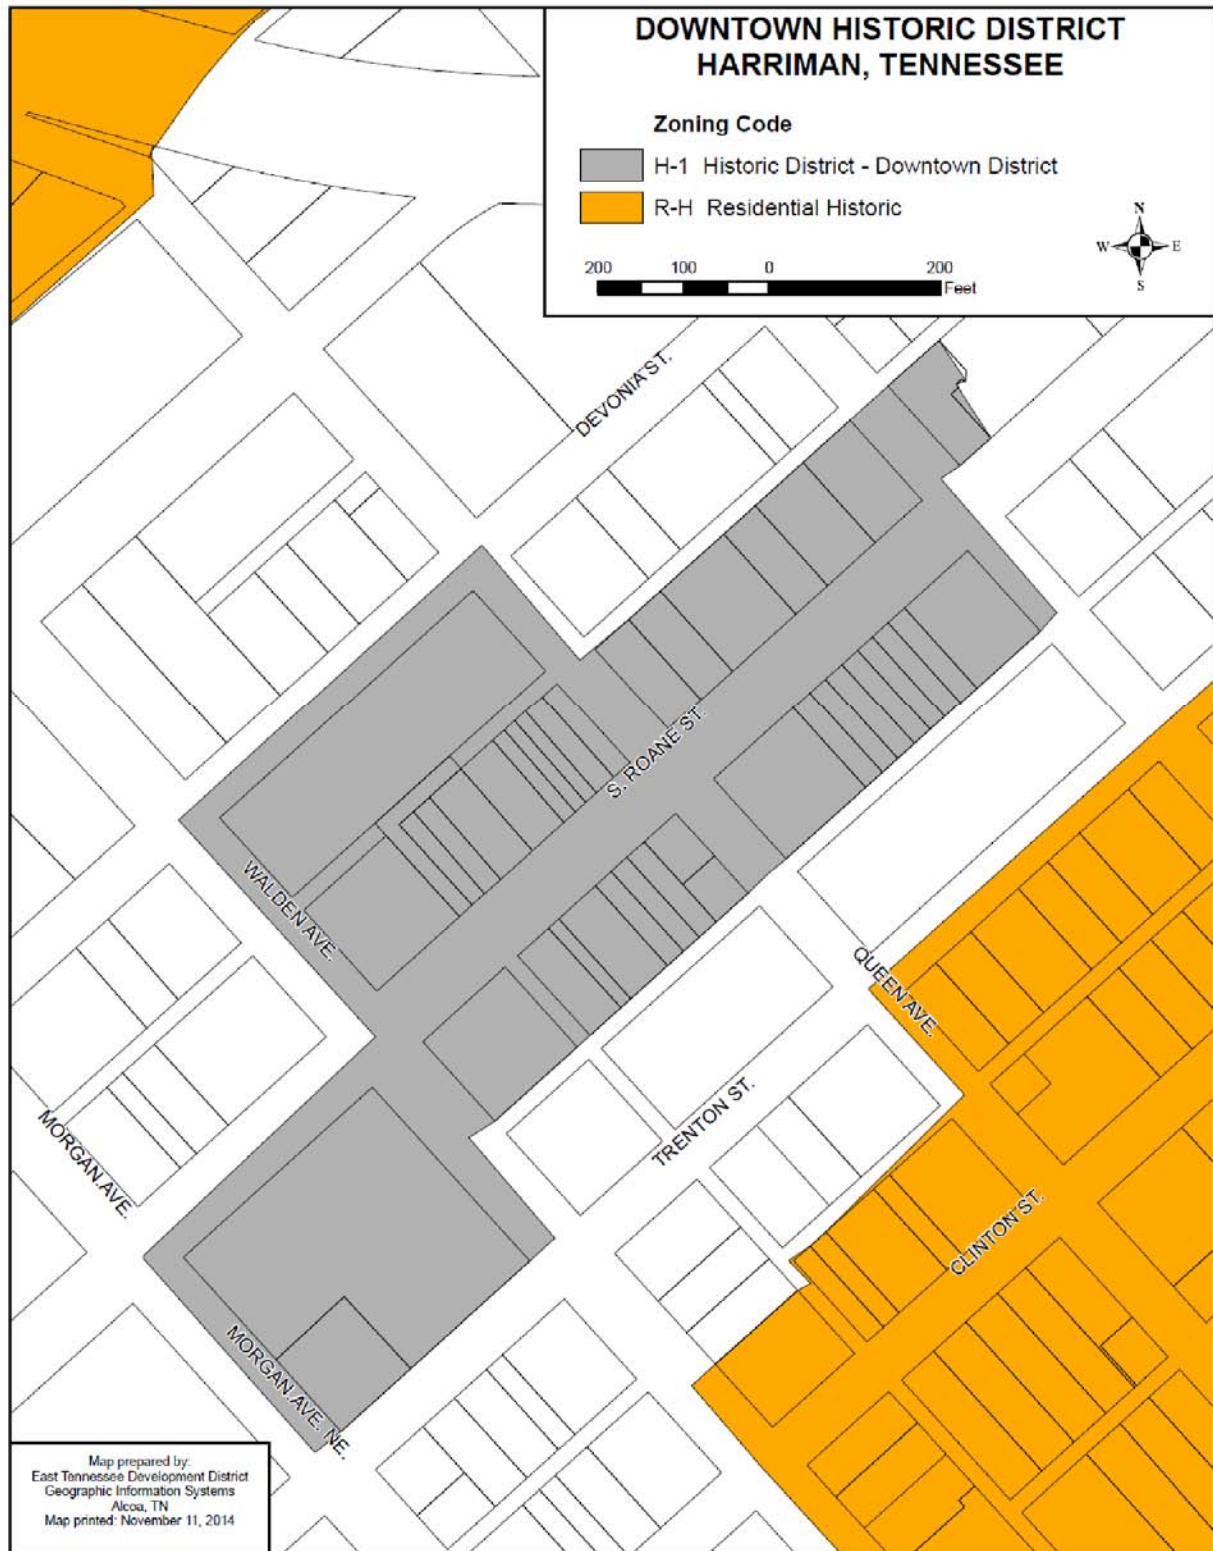 DOWNTOWN HISTORIC DISTRICT
HARRIMAN, TENNESSEE
Zoning Code
H-1 Historic District - Downtown District
R-H Residential Historic
N
W E
S
200 100 0 200
Feet
DEVONIA ST.
S. ROANE ST.
WALDEN AVE.
QUEEN AVE.
TRENTON ST.
MORGAN AVE.
CLINTON ST.
MORGAN AVE. NE.
Map prepared by:
East Tennessee Development District
Geographic Information Systems
Alcoa, TN
Map printed: November 11, 2014